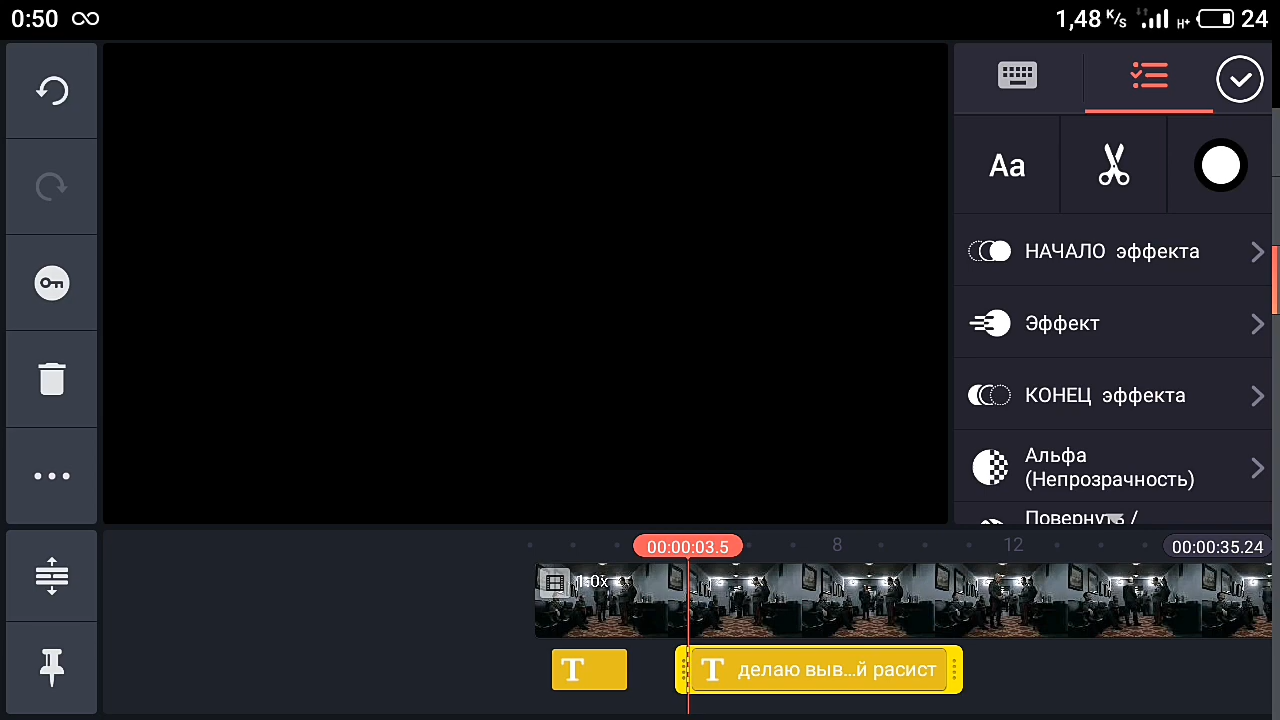 0:50
1,48 K/s H+ 24
Aa
НАЧАЛО эффекта
Эффект
КОНЕЦ эффекта
Альфа
(Непрозрачность)
Повернуть /
00:00:03.5 8 12 00:00:35.24
1.0x
T T делаю выв...й расист